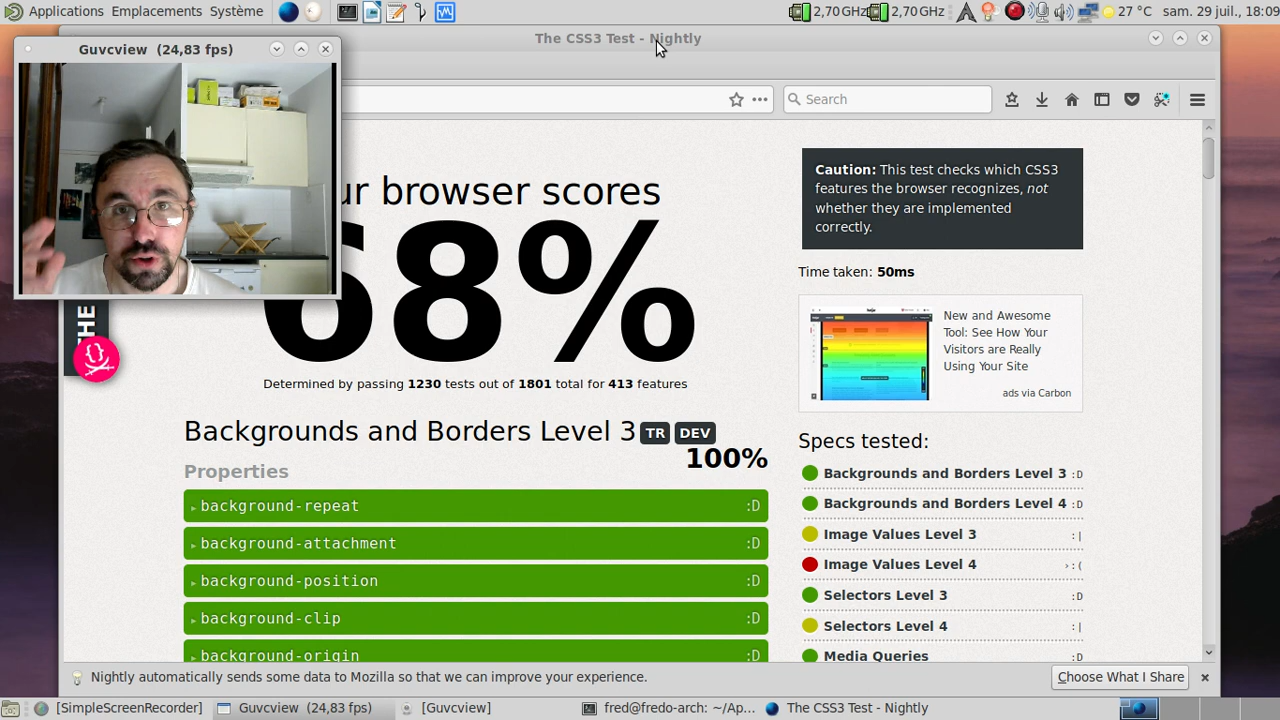 Applications Emplacements Système
2,70 GHz 2,70 GHz 27 °C sam. 29 juil., 18:09
The CSS3 Test - Nightly
Guvcview (24,83 fps)
Search
ur browser scores
68%
Determined by passing 1230 tests out of 1801 total for 413 features
THE
Backgrounds and Borders Level 3 TR DEV
100%
Properties
background-repeat :D
background-attachment :D
background-position :D
background-clip :D
background-origin :D
Caution: This test checks which CSS3
features the browser recognizes, not
whether they are implemented
correctly.
Time taken: 50ms
New and Awesome
Tool: See How Your
Visitors are Really
Using Your Site
ads via Carbon
Specs tested:
Backgrounds and Borders Level 3 :D
Backgrounds and Borders Level 4 :D
Image Values Level 3 :|
Image Values Level 4 >:(
Selectors Level 3 :D
Selectors Level 4 :|
Media Queries :D
Nightly automatically sends some data to Mozilla so that we can improve your experience.
Choose What I Share
[SimpleScreenRecorder] Guvcview (24,83 fps) [Guvcview] fred@fredo-arch: ~/Ap... The CSS3 Test - Nightly